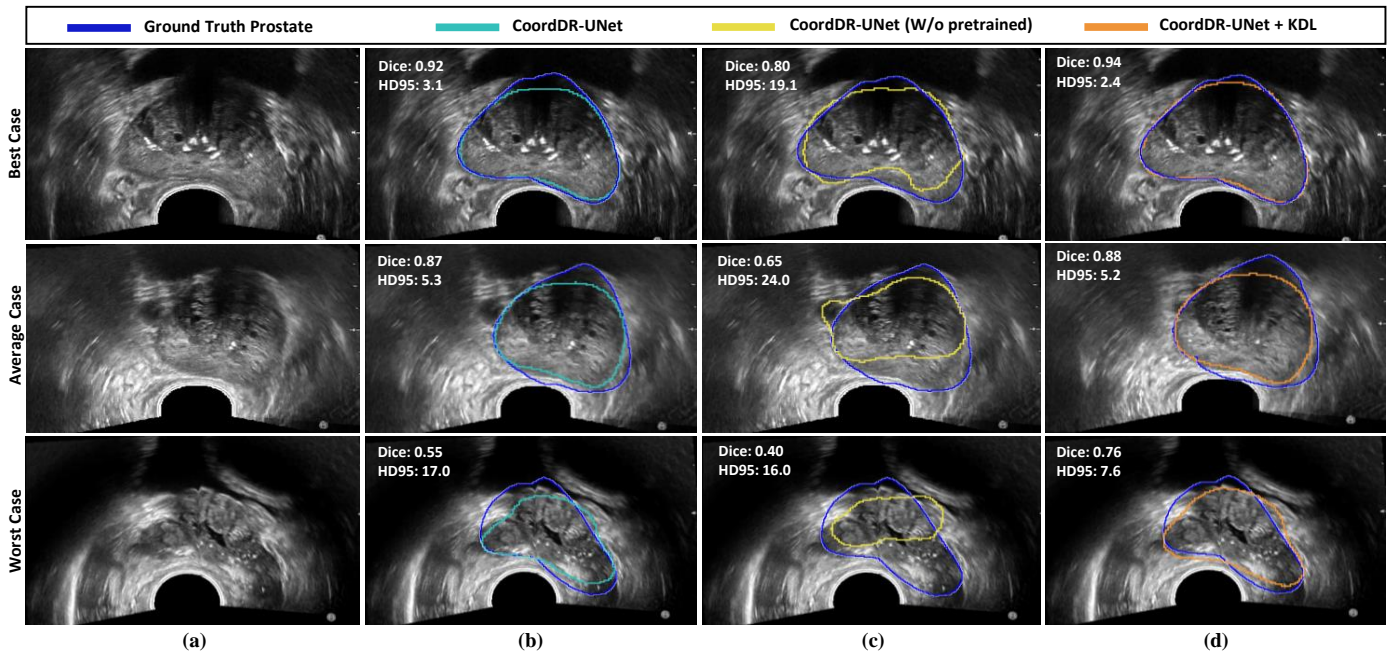 Ground Truth Prostate CoordDR-UNet CoordDR-UNet (W/o pretrained) CoordDR-UNet + KDL
Best Case
Dice: 0.92
HD95: 3.1
Dice: 0.80
HD95: 19.1
Dice: 0.94
HD95: 2.4
Average Case
Dice: 0.87
HD95: 5.3
Dice: 0.65
HD95: 24.0
Dice: 0.88
HD95: 5.2
Worst Case
Dice: 0.55
HD95: 17.0
Dice: 0.40
HD95: 16.0
Dice: 0.76
HD95: 7.6
(a) (b) (c) (d)